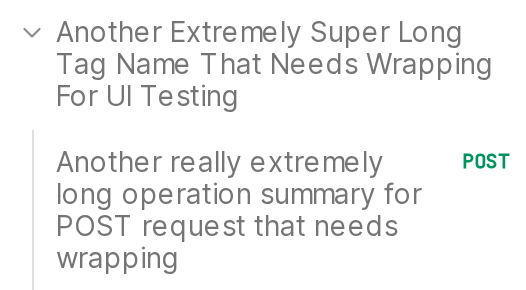 Another Extremely Super Long
Tag Name That Needs Wrapping
For UI Testing
Another really extremely
long operation summary for
POST request that needs
wrapping
POST